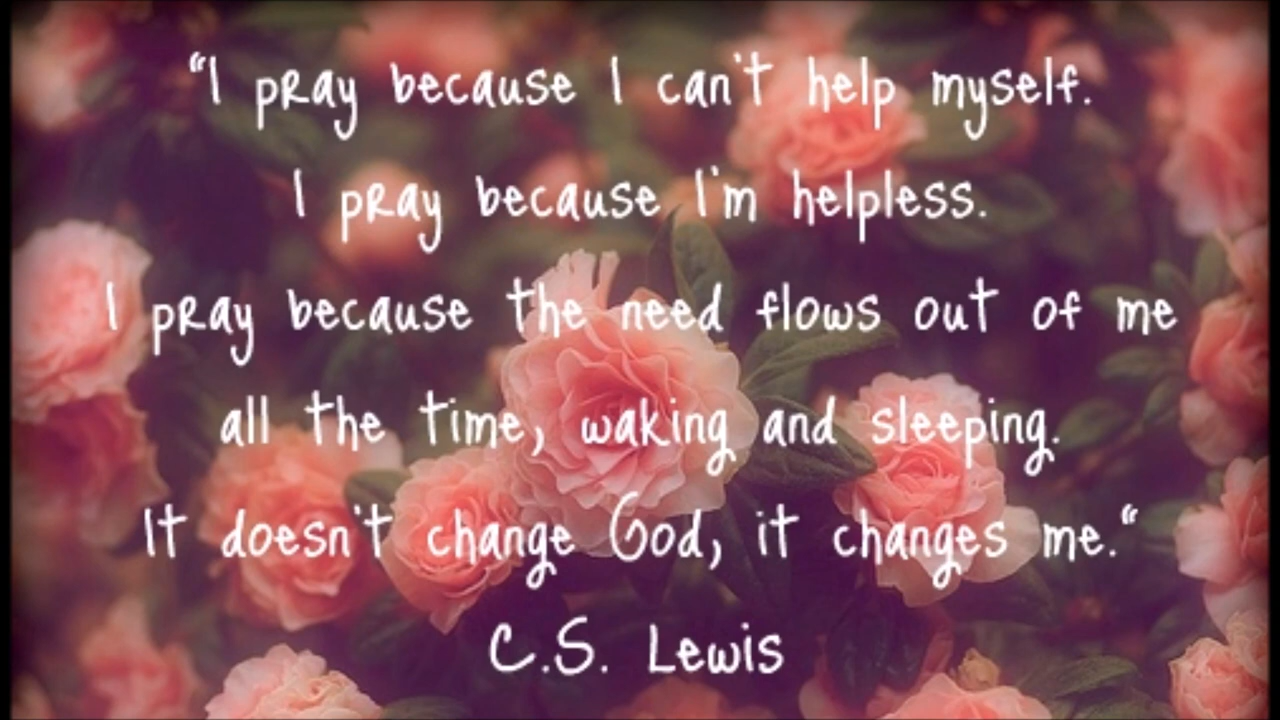 “I pray because I can't help myself.
I pray because I'm helpless.
I pray because the need flows out of me
all the time, waking and sleeping.
It doesn't change God, it changes me.“
C.S. Lewis